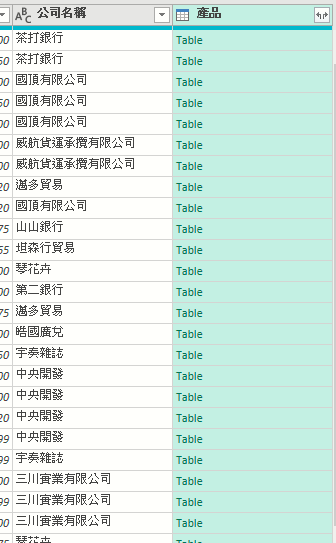 ABC 公司名稱 產品
00 茶打銀行 Table
50 茶打銀行 Table
00 國頂有限公司 Table
50 國頂有限公司 Table
00 國頂有限公司 Table
00 威航貨運承攬有限公司 Table
00 威航貨運承攬有限公司 Table
20 邁多貿易 Table
20 國頂有限公司 Table
75 山山銀行 Table
55 坦森行貿易 Table
00 琴花卉 Table
00 第二銀行 Table
75 邁多貿易 Table
00 皓國廣兌 Table
50 宇奏雜誌 Table
00 中央開發 Table
00 中央開發 Table
20 中央開發 Table
99 中央開發 Table
99 宇奏雜誌 Table
00 三川實業有限公司 Table
99 三川實業有限公司 Table
00 三川實業有限公司 Table
75 琴花卉 Table